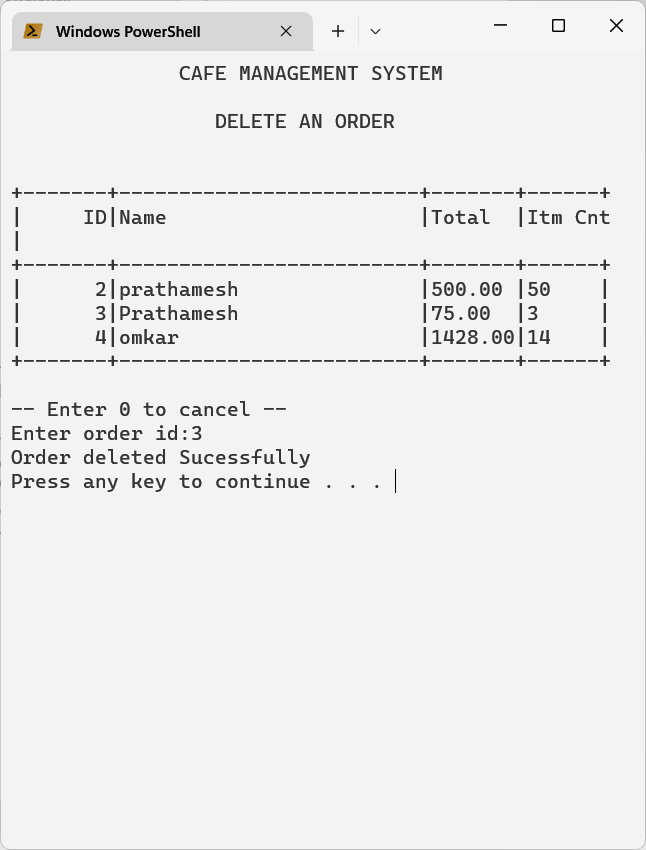 Windows PowerShell
CAFE MANAGEMENT SYSTEM
DELETE AN ORDER
+-------+-------------------------+-------+------+
|     ID|Name                     |Total  |Itm Cnt
|
+-------+-------------------------+-------+------+
|      2|prathamesh               |500.00 |50    |
|      3|Prathamesh               |75.00  |3     |
|      4|omkar                    |1428.00|14    |
+-------+-------------------------+-------+------+
-- Enter 0 to cancel --
Enter order id:3
Order deleted Sucessfully
Press any key to continue . . .